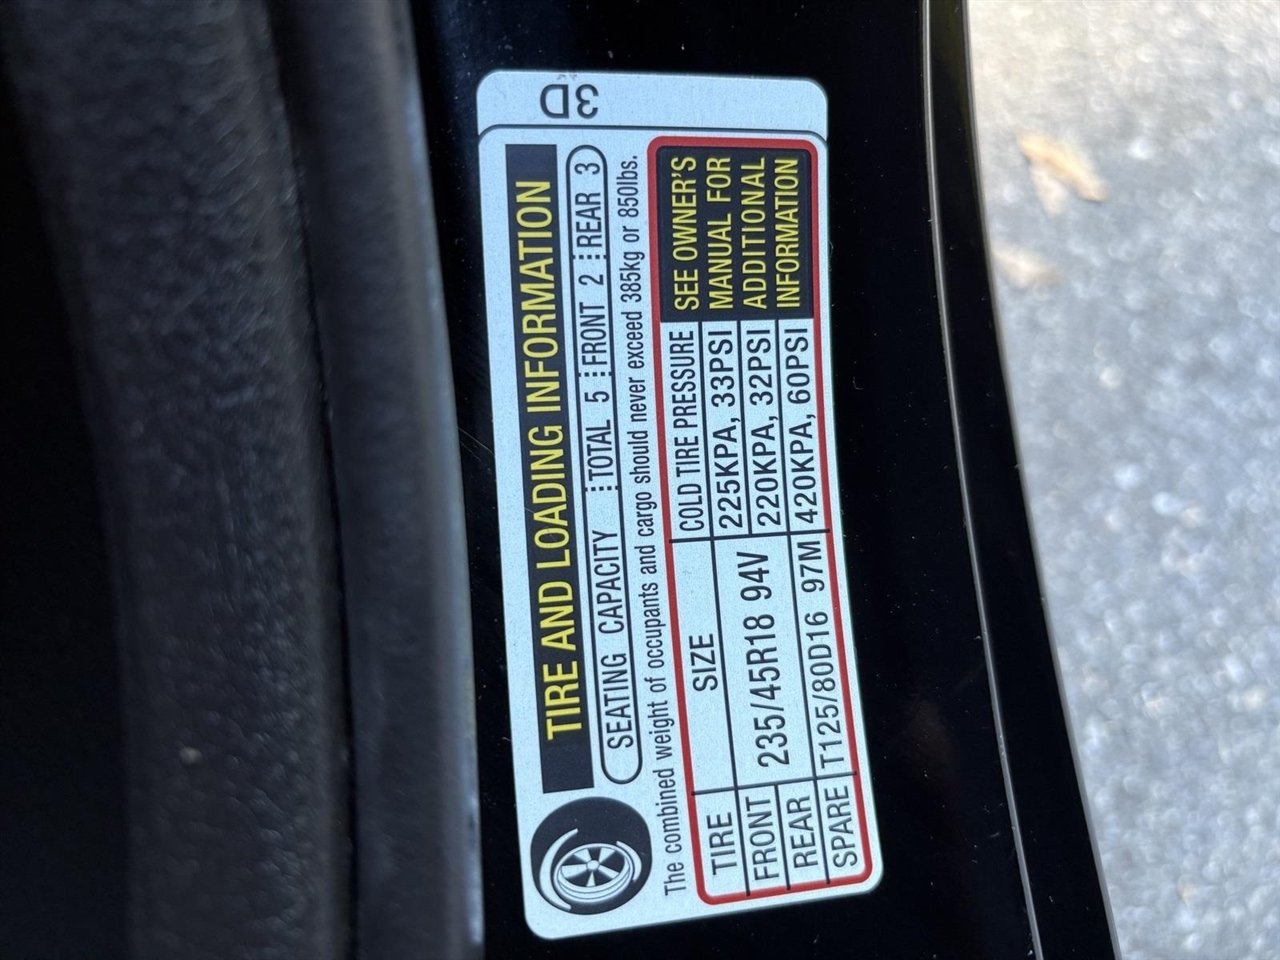 3D
TIRE AND LOADING INFORMATION
SEATING CAPACITY TOTAL 5 FRONT 2 REAR 3
The combined weight of occupants and cargo should never exceed 385kg or 850lbs.
TIRE SIZE COLD TIRE PRESSURE
FRONT 235/45R18 94V 225KPA, 33PSI
REAR 220KPA, 32PSI
SPARE T125/80D16 97M 420KPA, 60PSI
SEE OWNER'S
MANUAL FOR
ADDITIONAL
INFORMATION